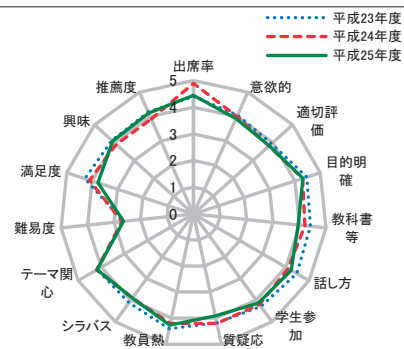 平成23年度
平成24年度
平成25年度
出席率
意欲的
適切評
価
目的明
確
教科書
等
話し方
学生参
加
質疑応
教員熱
シラバス
テーマ関
心
難易度
満足度
興味
推薦度
5
4
3
2
1
0